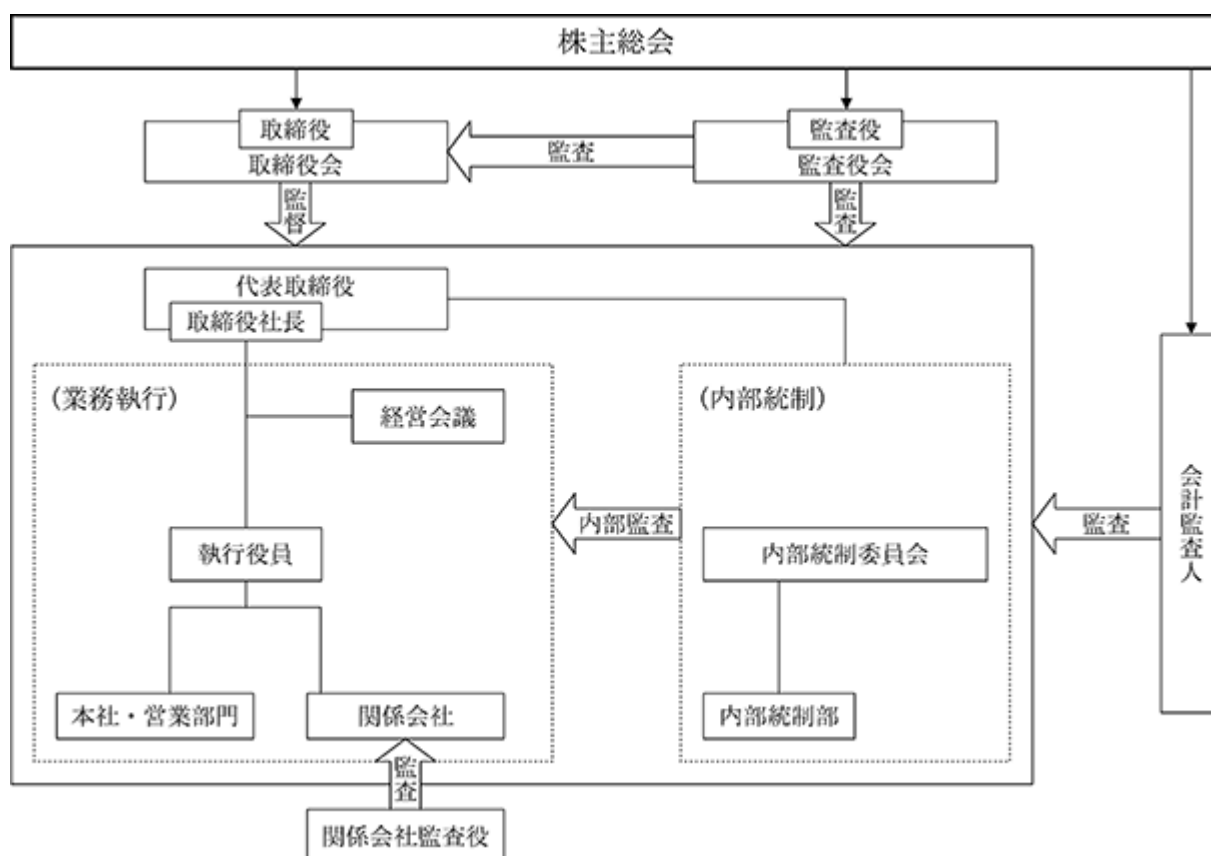 株主総会
取締役
取締役会
監査
監査役
監査役会
監督
監査
代表取締役
取締役社長
(業務執行)
経営会議
(内部統制)
執行役員
内部監査
内部統制委員会
監査
会計監査人
本社・営業部門
関係会社
内部統制部
監査
関係会社監査役